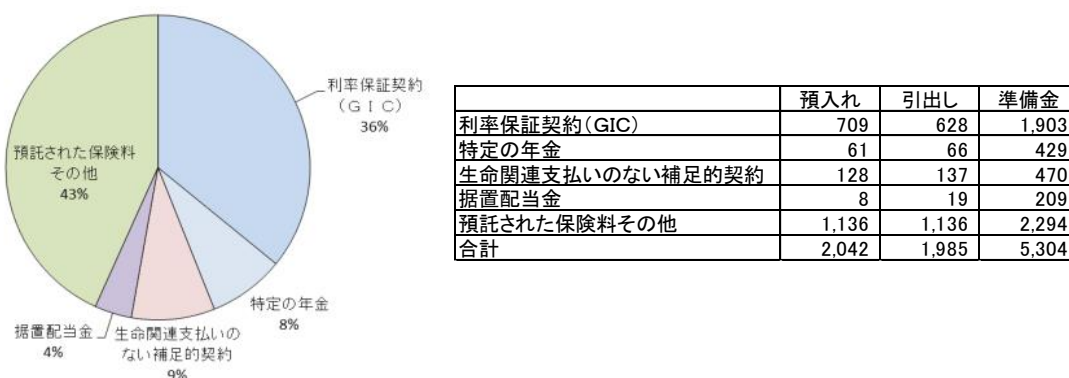 利率保証契約
(GIC)
36%
預託された保険料
その他
43%
特定の年金
8%
据置配当金
4%
生命関連支払いの
ない補足的契約
9%
預入れ 引出し 準備金
利率保証契約(GIC) 709 628 1,903
特定の年金 61 66 429
生命関連支払いのない補足的契約 128 137 470
据置配当金 8 19 209
預託された保険料その他 1,136 1,136 2,294
合計 2,042 1,985 5,304